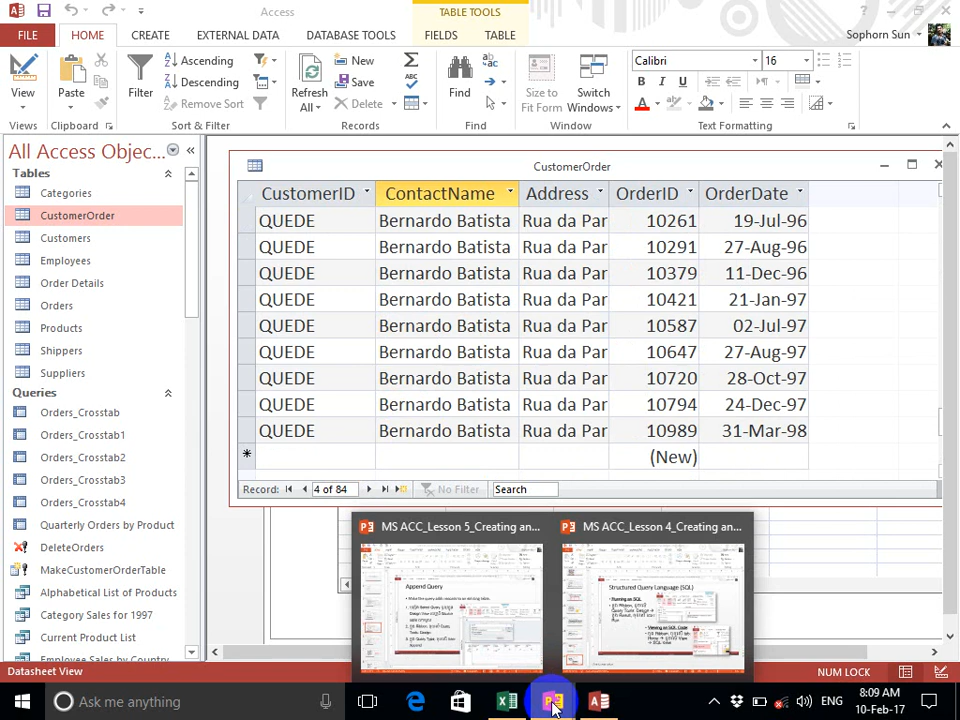 Access
TABLE TOOLS
FILE HOME CREATE EXTERNAL DATA DATABASE TOOLS FIELDS TABLE Sophorn Sun
View
Views
Paste
Clipboard
Filter
Ascending
Descending
Remove Sort
Sort & Filter
Refresh All
New
Save
Delete
Records
Find
Find
Size to Fit Form
Switch Windows
Window
Calibri 16
B I U
Text Formatting
All Access Objec...
Tables
Categories
CustomerOrder
Customers
Employees
Order Details
Orders
Products
Shippers
Suppliers
Queries
Orders_Crosstab
Orders_Crosstab1
Orders_Crosstab2
Orders_Crosstab3
Orders_Crosstab4
Quarterly Orders by Product
DeleteOrders
MakeCustomerOrderTable
Alphabetical List of Products
Category Sales for 1997
Current Product List
Employee Sales by Country
CustomerOrder
CustomerID ContactName Address OrderID OrderDate
QUEDE Bernardo Batista Rua da Par 10261 19-Jul-96
QUEDE Bernardo Batista Rua da Par 10291 27-Aug-96
QUEDE Bernardo Batista Rua da Par 10379 11-Dec-96
QUEDE Bernardo Batista Rua da Par 10421 21-Jan-97
QUEDE Bernardo Batista Rua da Par 10587 02-Jul-97
QUEDE Bernardo Batista Rua da Par 10647 27-Aug-97
QUEDE Bernardo Batista Rua da Par 10720 28-Oct-97
QUEDE Bernardo Batista Rua da Par 10794 24-Dec-97
QUEDE Bernardo Batista Rua da Par 10989 31-Mar-98
(New)
Record: 4 of 84 No Filter Search
MS ACC_Lesson 5_Creating an... MS ACC_Lesson 4_Creating an...
Append Query
Structured Query Language (SQL)
Datasheet View NUM LOCK
Ask me anything
ENG
8:09 AM
10-Feb-17